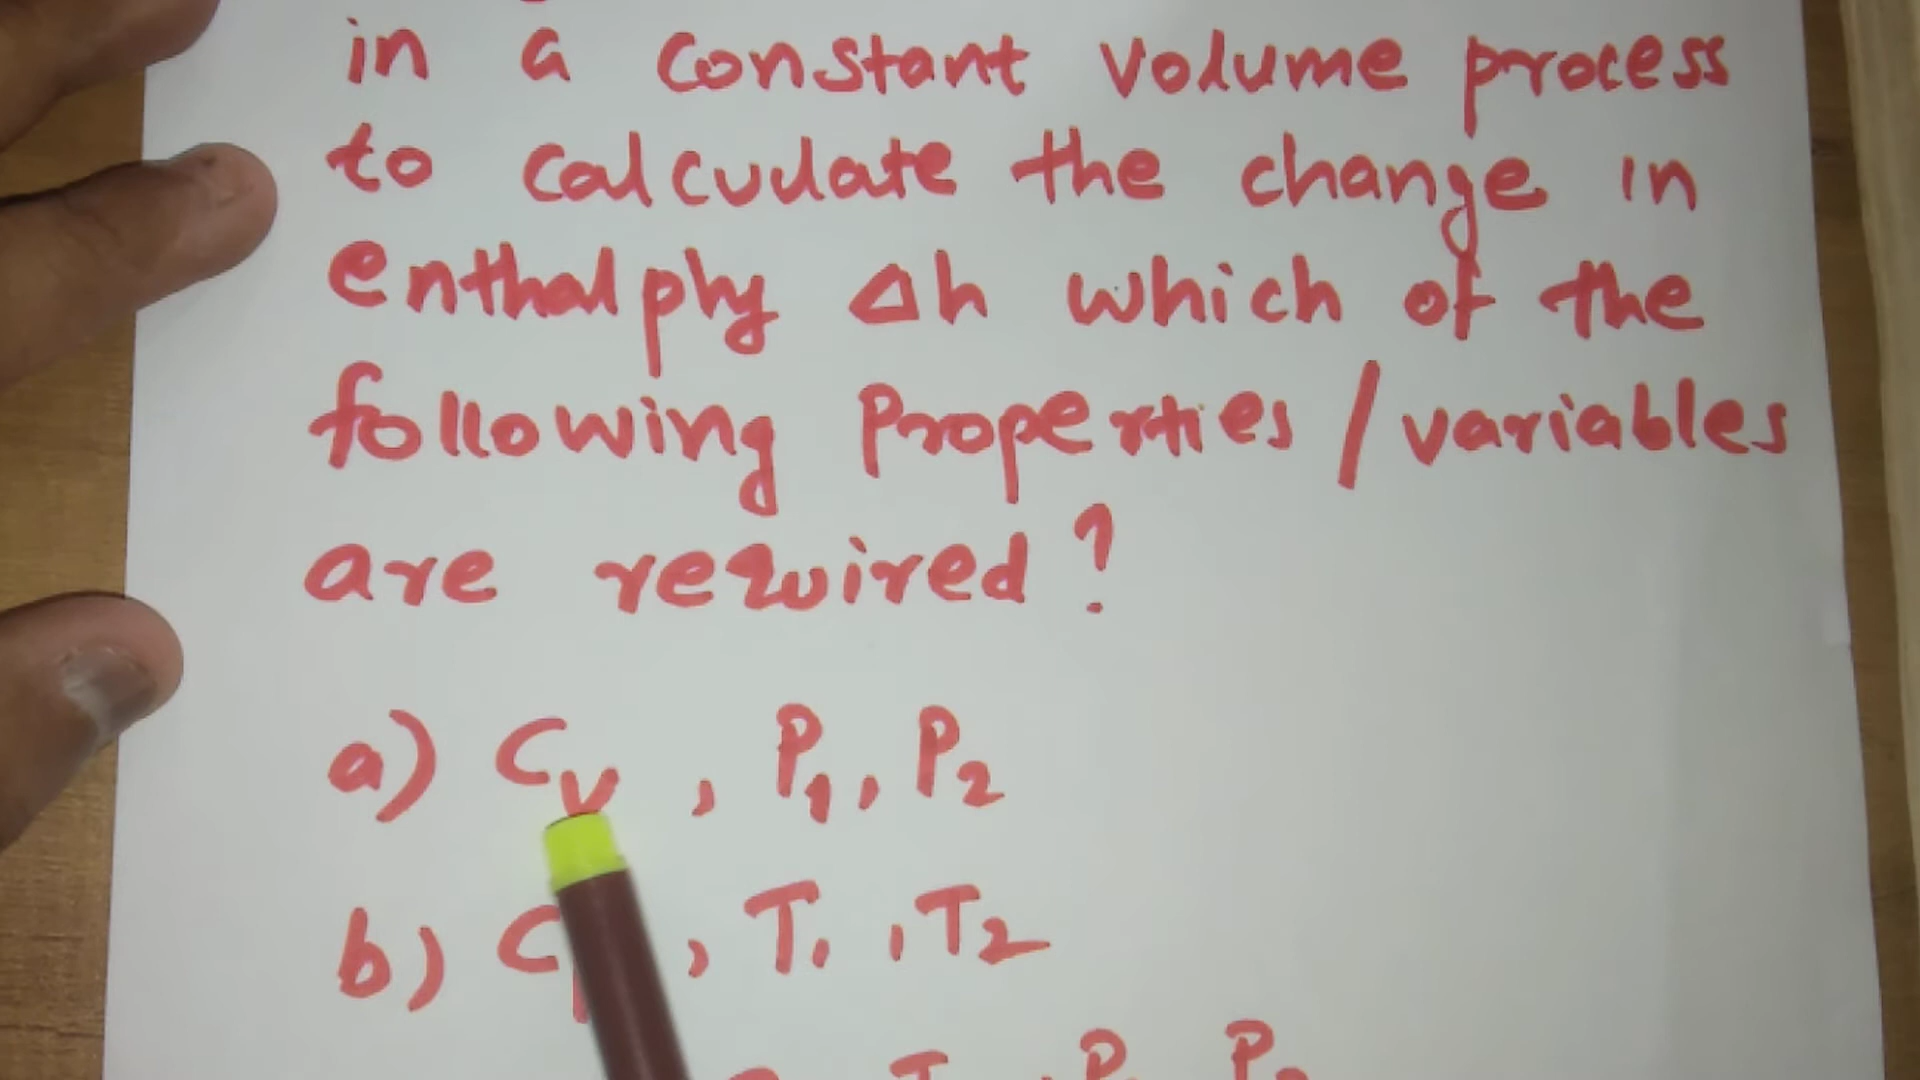 in a constant volume process
to calculate the change in
enthalphy Δh which of the
following Properties / variables
are required ?
a) Cv , P1, P2
b) C , T1 , T2